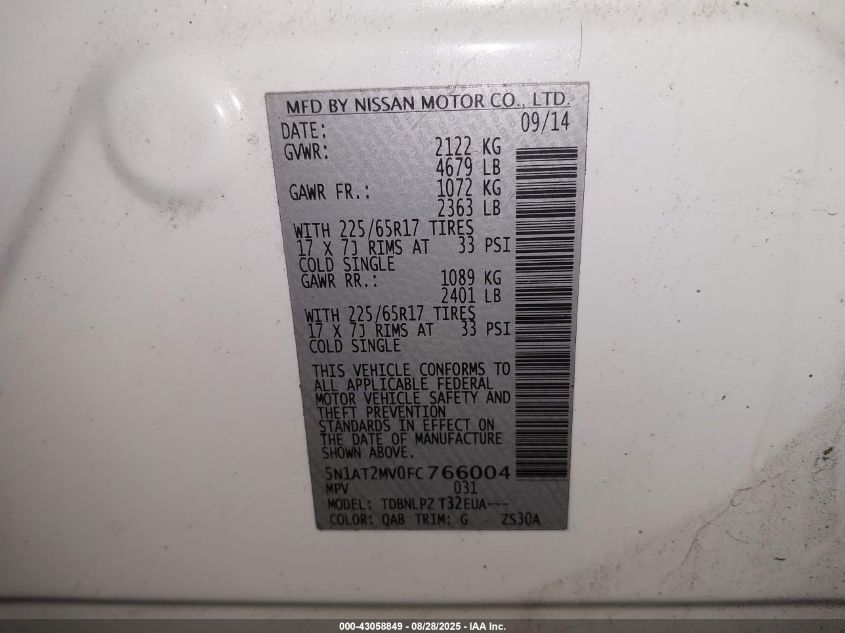 MFD BY NISSAN MOTOR CO., LTD.
DATE: 09/14
GVWR: 2122 KG
4679 LB
GAWR FR.: 1072 KG
2363 LB
WITH 225/65R17 TIRES
17 X 7J RIMS AT 33 PSI
COLD SINGLE
GAWR RR.: 1089 KG
2401 LB
WITH 225/65R17 TIRES
17 X 7J RIMS AT 33 PSI
COLD SINGLE
THIS VEHICLE CONFORMS TO
ALL APPLICABLE FEDERAL
MOTOR VEHICLE SAFETY AND
THEFT PREVENTION
STANDARDS IN EFFECT ON
THE DATE OF MANUFACTURE
SHOWN ABOVE.
5N1AT2MV0FC766004
MPV 031
MODEL: TDBNLPZ T32EUA---
COLOR: QAB TRIM: G ZS30A
000-43058849 - 08/28/2025 - IAA Inc.